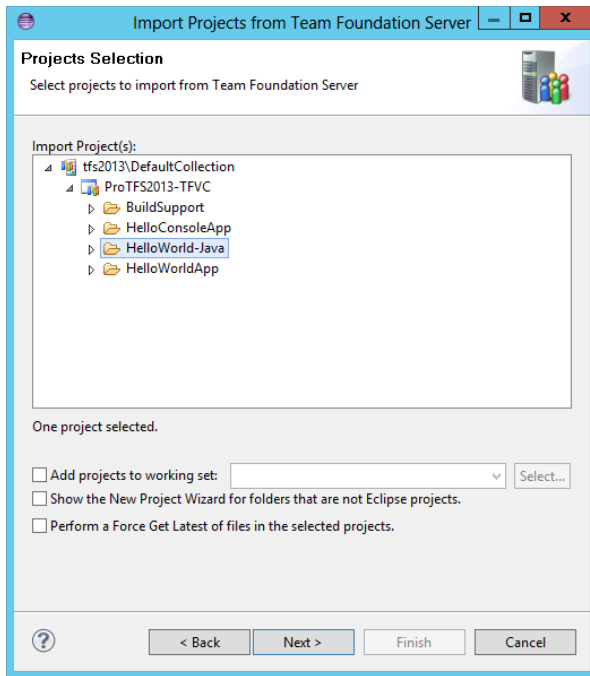 Import Projects from Team Foundation Server
Projects Selection
Select projects to import from Team Foundation Server
Import Project(s):
tfs2013\DefaultCollection
ProTFS2013-TFVC
BuildSupport
HelloConsoleApp
HelloWorld-Java
HelloWorldApp
One project selected.
Add projects to working set: Select...
Show the New Project Wizard for folders that are not Eclipse projects.
Perform a Force Get Latest of files in the selected projects.
? < Back Next > Finish Cancel